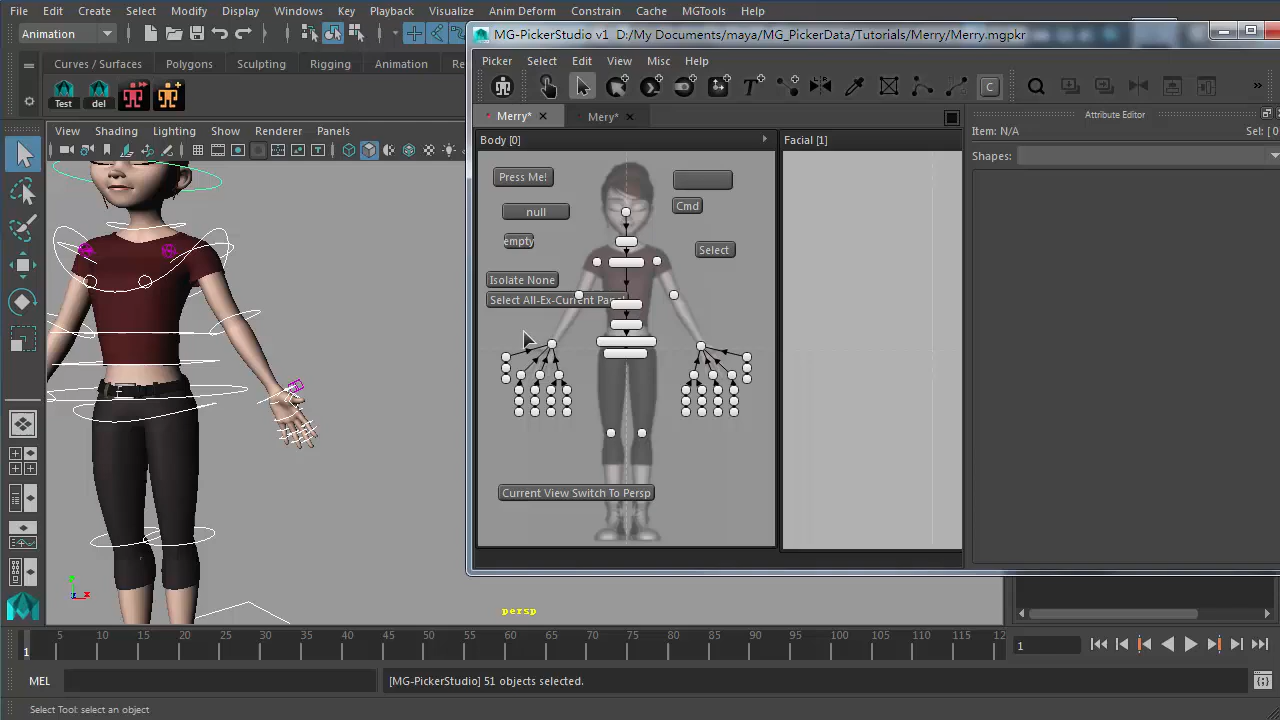 File Edit Create Select Modify Display Windows Key Playback Visualize Anim Deform Constrain Cache MGTools
MG-PickerStudio v1 D:/My Documents/maya/MG_PickerData/Tutorials/Merry/Merry.mgpkr
Animation
Picker Select Edit View Misc Help
Curves / Surfaces Polygons Sculpting Rigging Animation
Test del
T C »
Merry* Mery*
Attribute Editor
View Shading Lighting Show Renderer Panels
Body [0] Facial [1]
Item: N/A Sel: [ 0
Shapes:
Press Me!
null Cmd
empty Select
Isolate None
Select All-Ex-Current Panel
Current View Switch To Persp
persp
5 10 15 20 25 30 35 40 45 50 55 60 65 70 75 80 85 90 95 100 105 110 115 12
1 1
MEL [MG-PickerStudio] 51 objects selected.
Select Tool: select an object